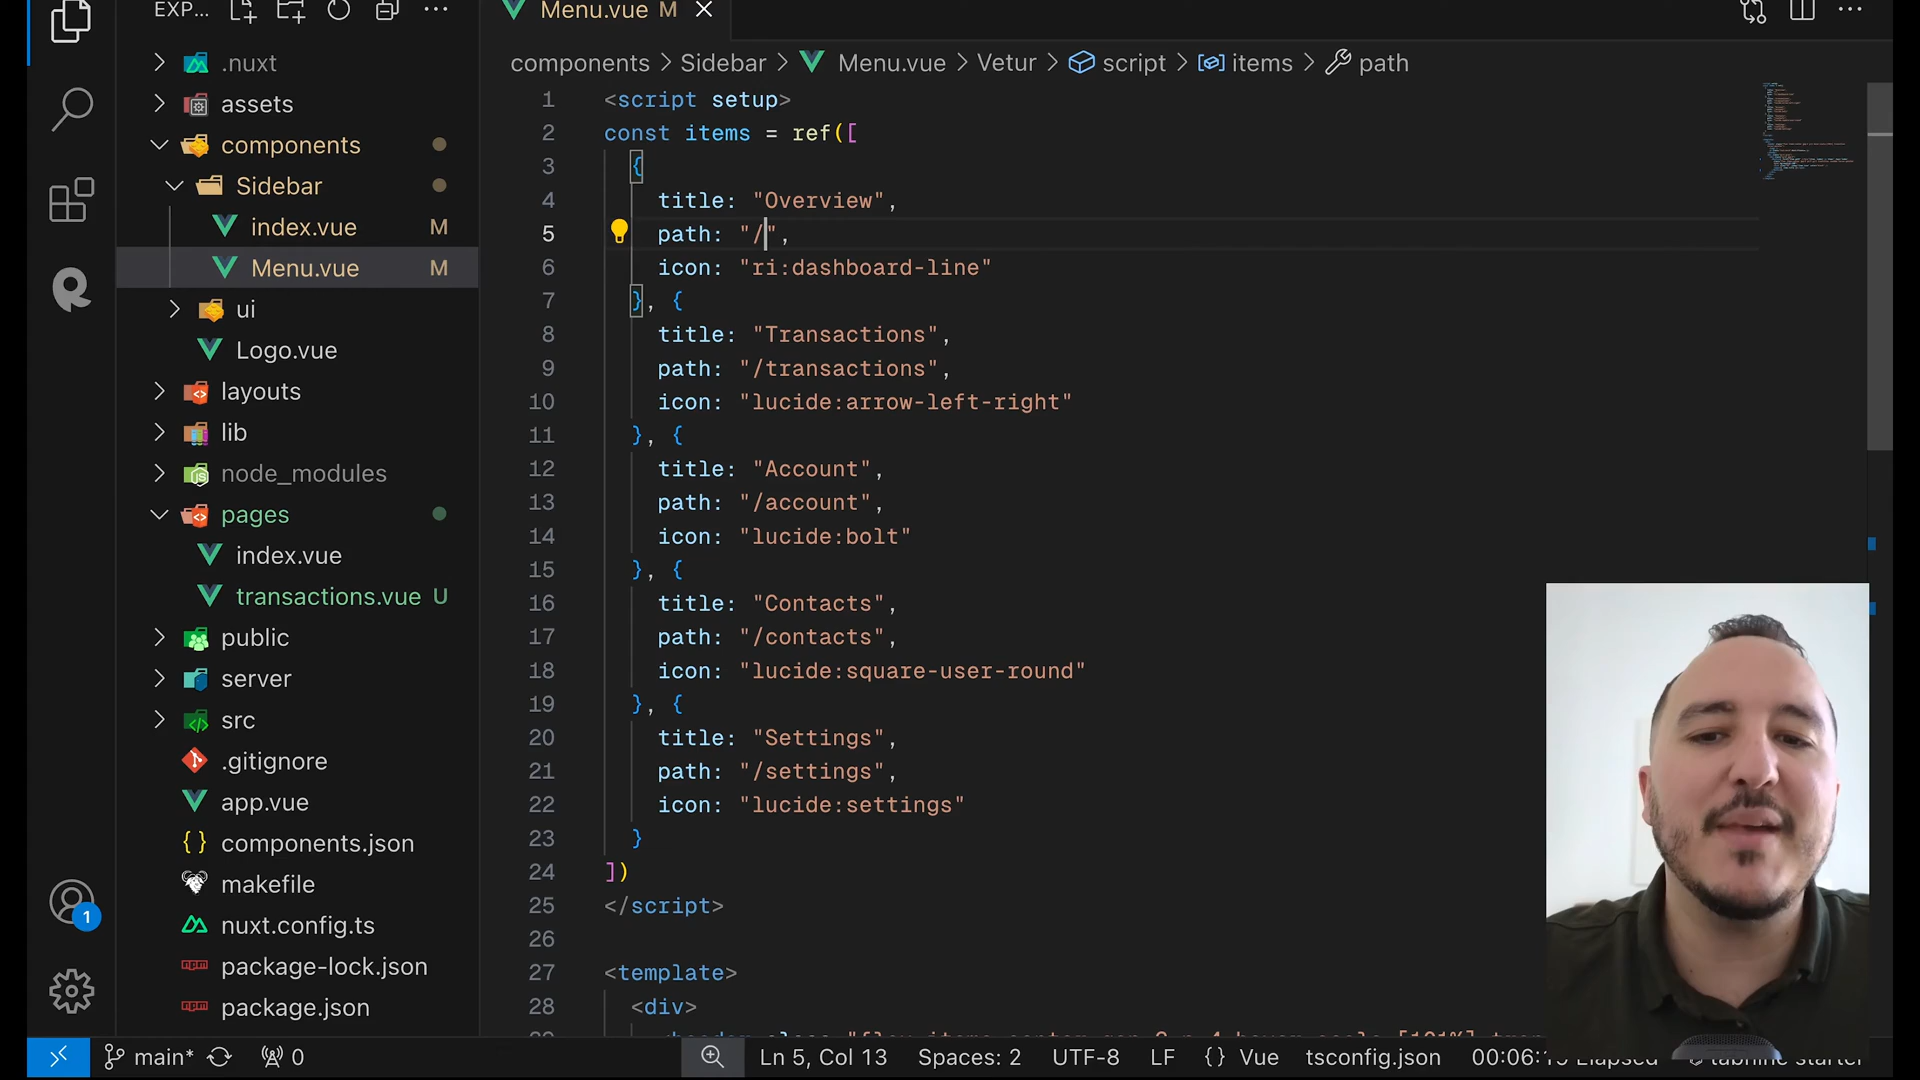 EXP...
Menu.vue M
components > Sidebar > Menu.vue > Vetur > script > items > path
.nuxt
assets
components
Sidebar
index.vue M
Menu.vue M
ui
Logo.vue
layouts
lib
node_modules
pages
index.vue
transactions.vue U
public
server
src
.gitignore
app.vue
components.json
makefile
nuxt.config.ts
package-lock.json
package.json
1 <script setup>
2 const items = ref([
3 {
4 title: "Overview",
5 path: "/",
6 icon: "ri:dashboard-line"
7 }, {
8 title: "Transactions",
9 path: "/transactions",
10 icon: "lucide:arrow-left-right"
11 }, {
12 title: "Account",
13 path: "/account",
14 icon: "lucide:bolt"
15 }, {
16 title: "Contacts",
17 path: "/contacts",
18 icon: "lucide:square-user-round"
19 }, {
20 title: "Settings",
21 path: "/settings",
22 icon: "lucide:settings"
23 }
24 ])
25 </script>
26
27 <template>
28 <div>
1
main* 0 Ln 5, Col 13 Spaces: 2 UTF-8 LF {} Vue tsconfig.json Elapsed tabnine starter